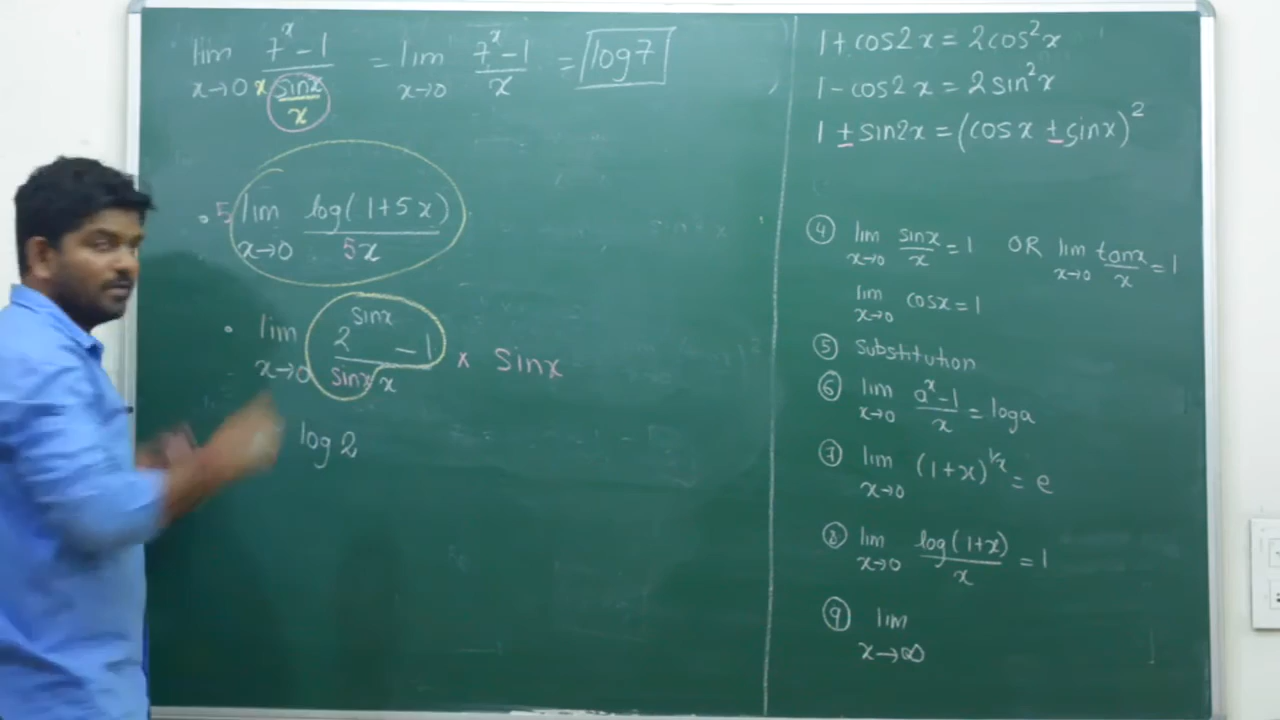 lim x→0 7^x - 1 / x sinx/x = lim x→0 7^x - 1 / x = log7
. 5 lim x→0 log(1+5x) / 5x
. lim x→0 2^sinx - 1 / sinx x x sinx
log 2
1+cos2x = 2cos²x
1-cos2x = 2sin²x
1 ± sin2x = (cosx ± sinx)²
④ lim x→0 sinx/x = 1 OR lim x→0 tanx/x = 1
lim x→0 cosx = 1
⑤ Substitution
⑥ lim x→0 a^x - 1 / x = loga
⑦ lim x→0 (1+x)^1/x = e
⑧ lim x→0 log(1+x) / x = 1
⑨ lim x→∞